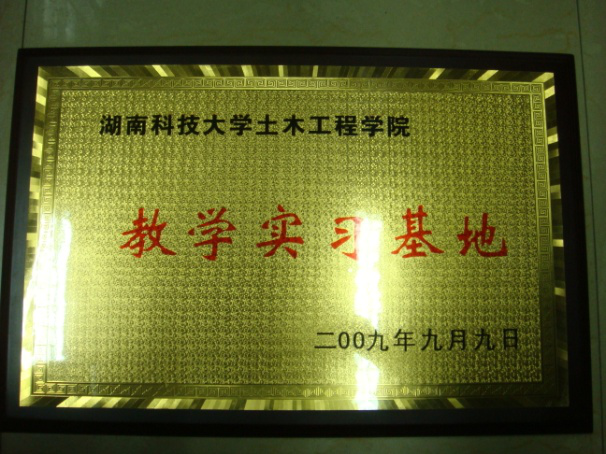 湖南科技大学土木工程学院
教学实习基地
二00九年九月九日